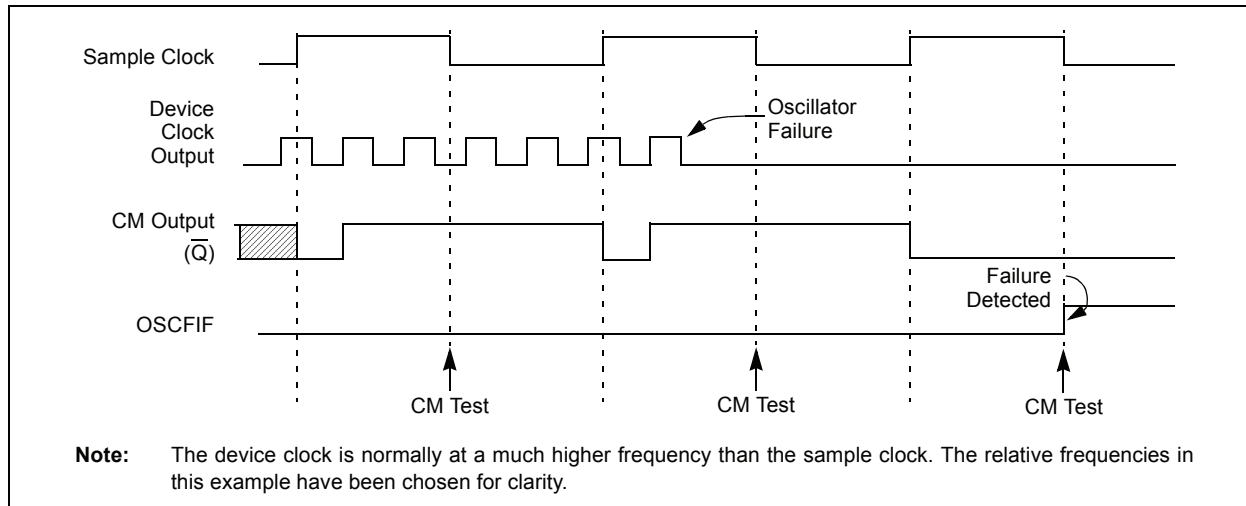 Sample Clock
Device
Clock
Output
Oscillator
Failure
CM Output
(Q̅)
Failure
Detected
OSCFIF
CM Test
CM Test
CM Test
Note: The device clock is normally at a much higher frequency than the sample clock. The relative frequencies in
this example have been chosen for clarity.